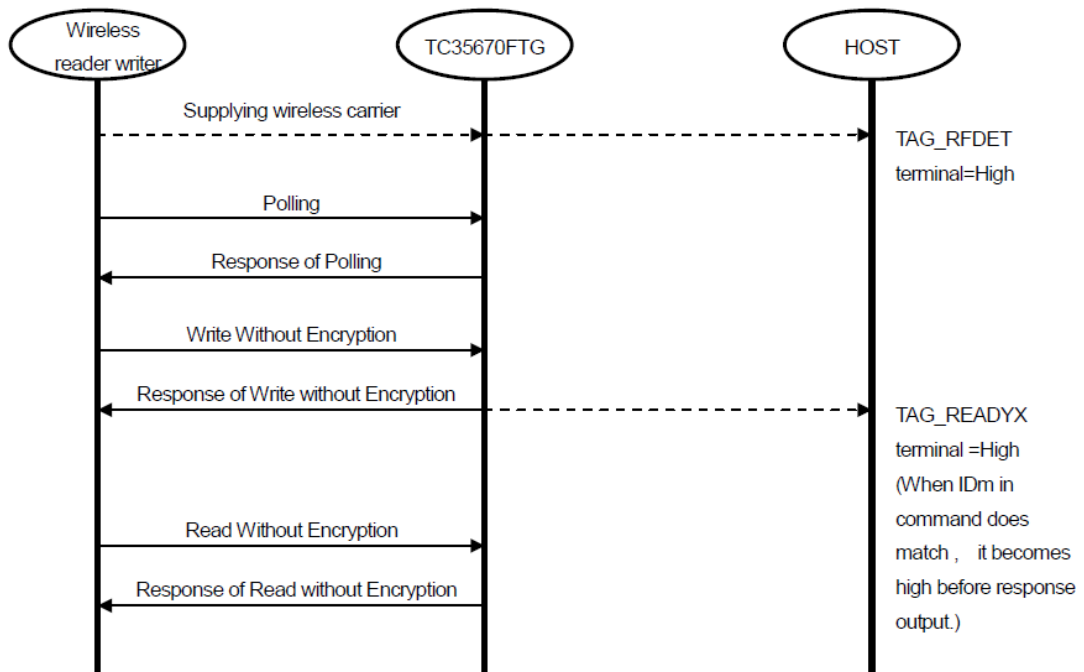 Wireless
reader writer
TC35670FTG
HOST
Supplying wireless carrier
TAG_RFDET
terminal=High
Polling
Response of Polling
Write Without Encryption
Response of Write without Encryption
TAG_READYX
terminal =High
(When IDm in
command does
match , it becomes
high before response
output.)
Read Without Encryption
Response of Read without Encryption